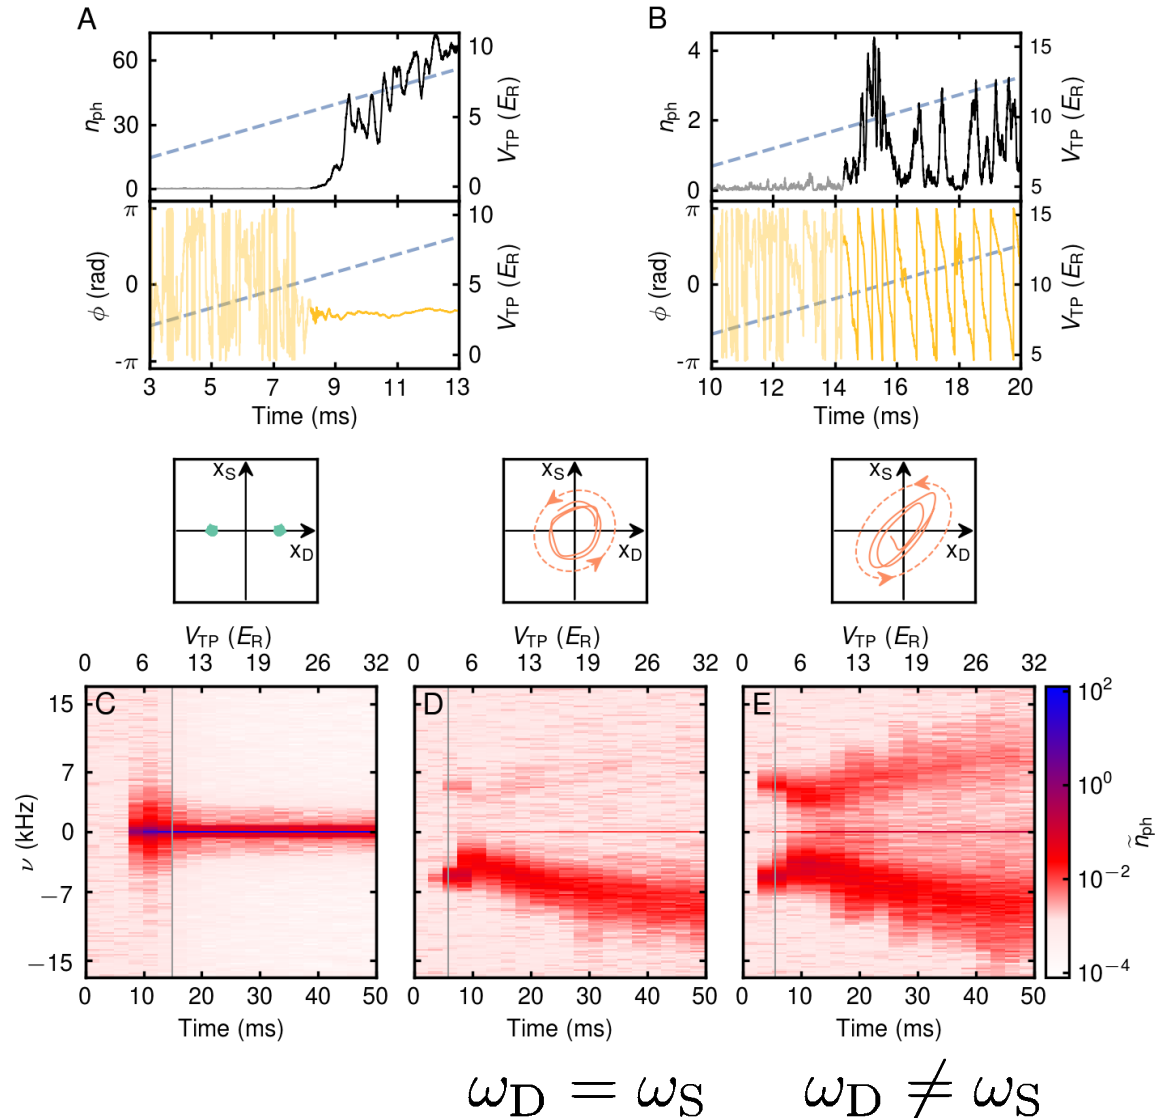 A
B
60
30
0
n_ph
10
5
0
V_TP (E_R)
4
2
0
n_ph
15
10
5
V_TP (E_R)
π
0
-π
ϕ (rad)
10
5
0
V_TP (E_R)
π
0
-π
ϕ (rad)
15
10
5
V_TP (E_R)
3 5 7 9 11 13
10 12 14 16 18 20
Time (ms)
Time (ms)
x_S
x_D
x_S
x_D
x_S
x_D
V_TP (E_R)
V_TP (E_R)
V_TP (E_R)
0 6 13 19 26 32
0 6 13 19 26 32
0 6 13 19 26 32
C
D
E
15
7
0
−7
−15
ν (kHz)
10^2
10^0
10^−2
10^−4
ñ_ph
0 10 20 30 40 50
0 10 20 30 40 50
0 10 20 30 40 50
Time (ms)
Time (ms)
Time (ms)
ω_D = ω_S
ω_D ≠ ω_S